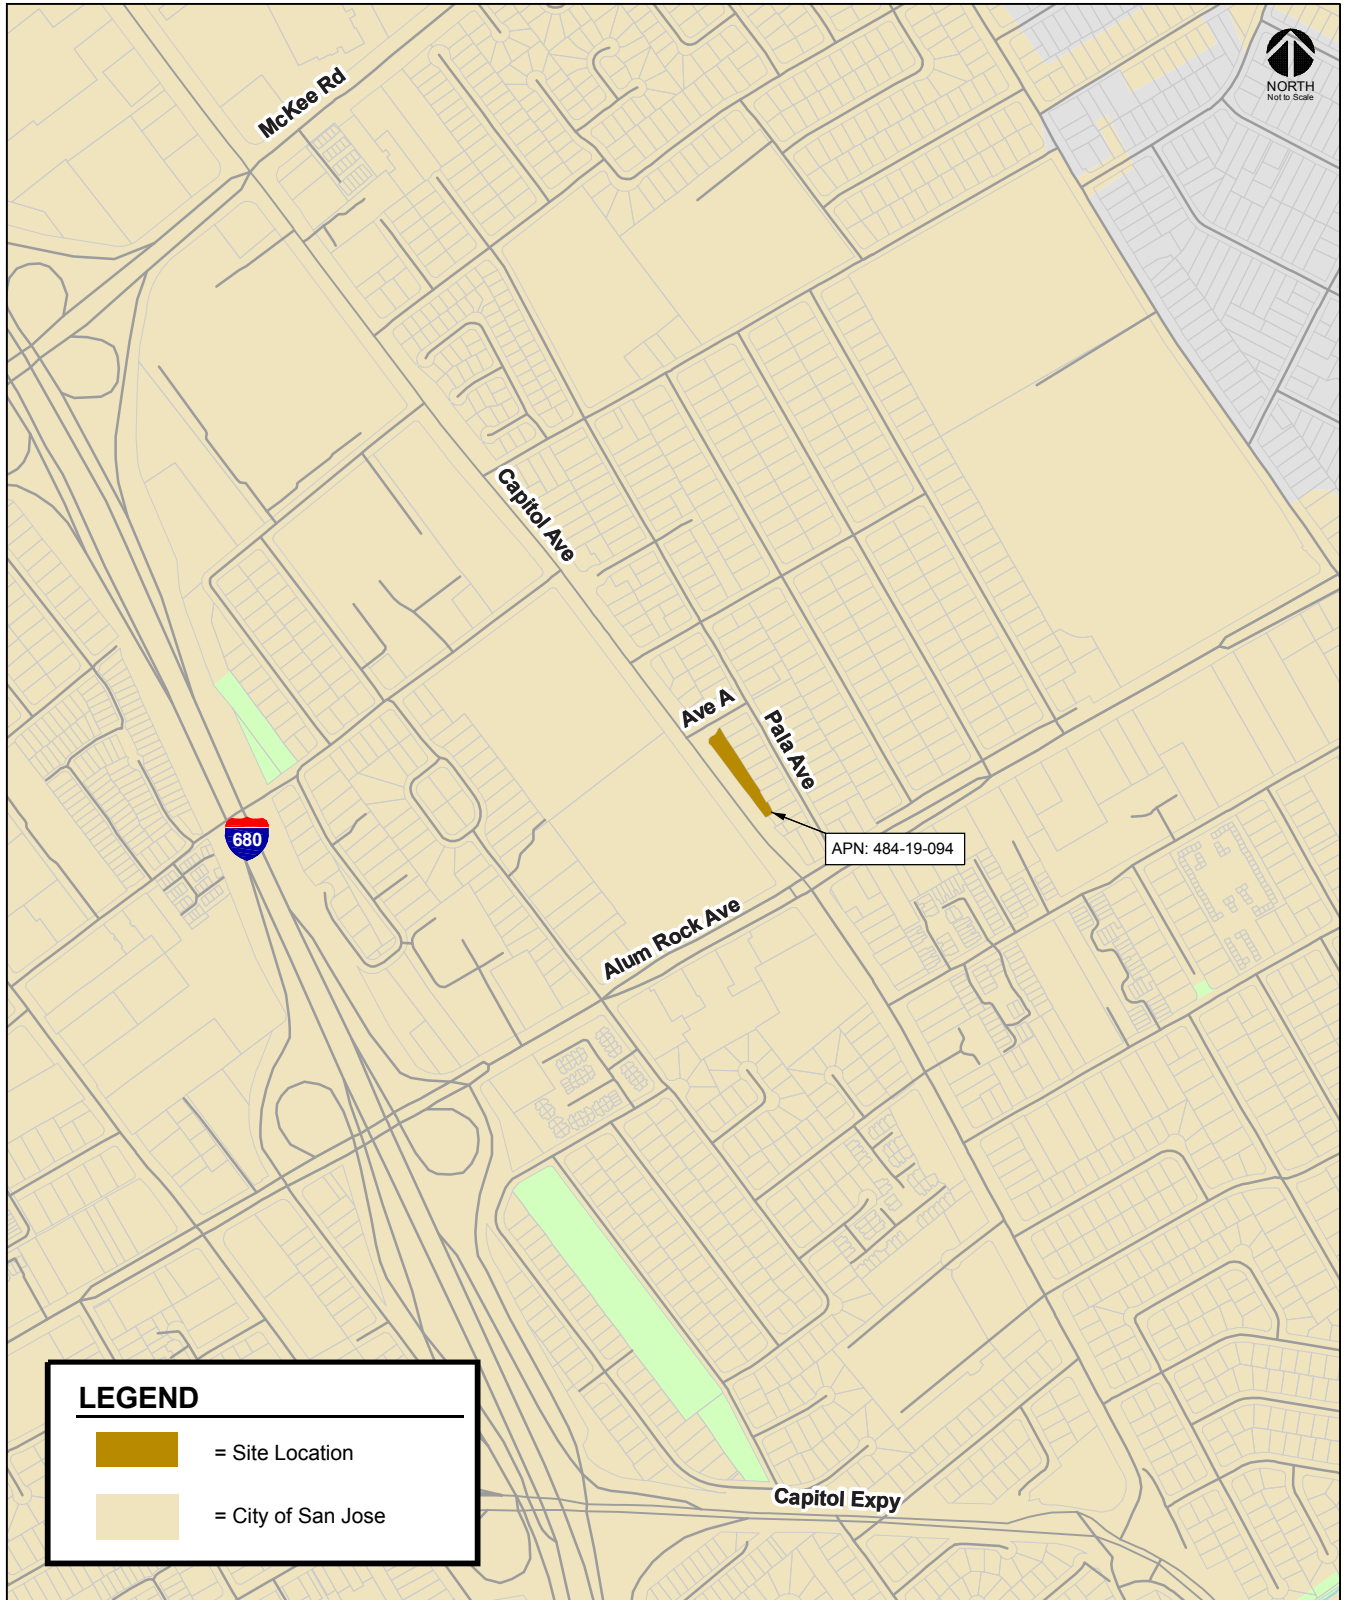 McKee Rd
NORTH
Not to Scale
Capitol Ave
Ave A
Pala Ave
680
APN: 484-19-094
Alum Rock Ave
LEGEND
= Site Location
= City of San Jose
Capitol Expy